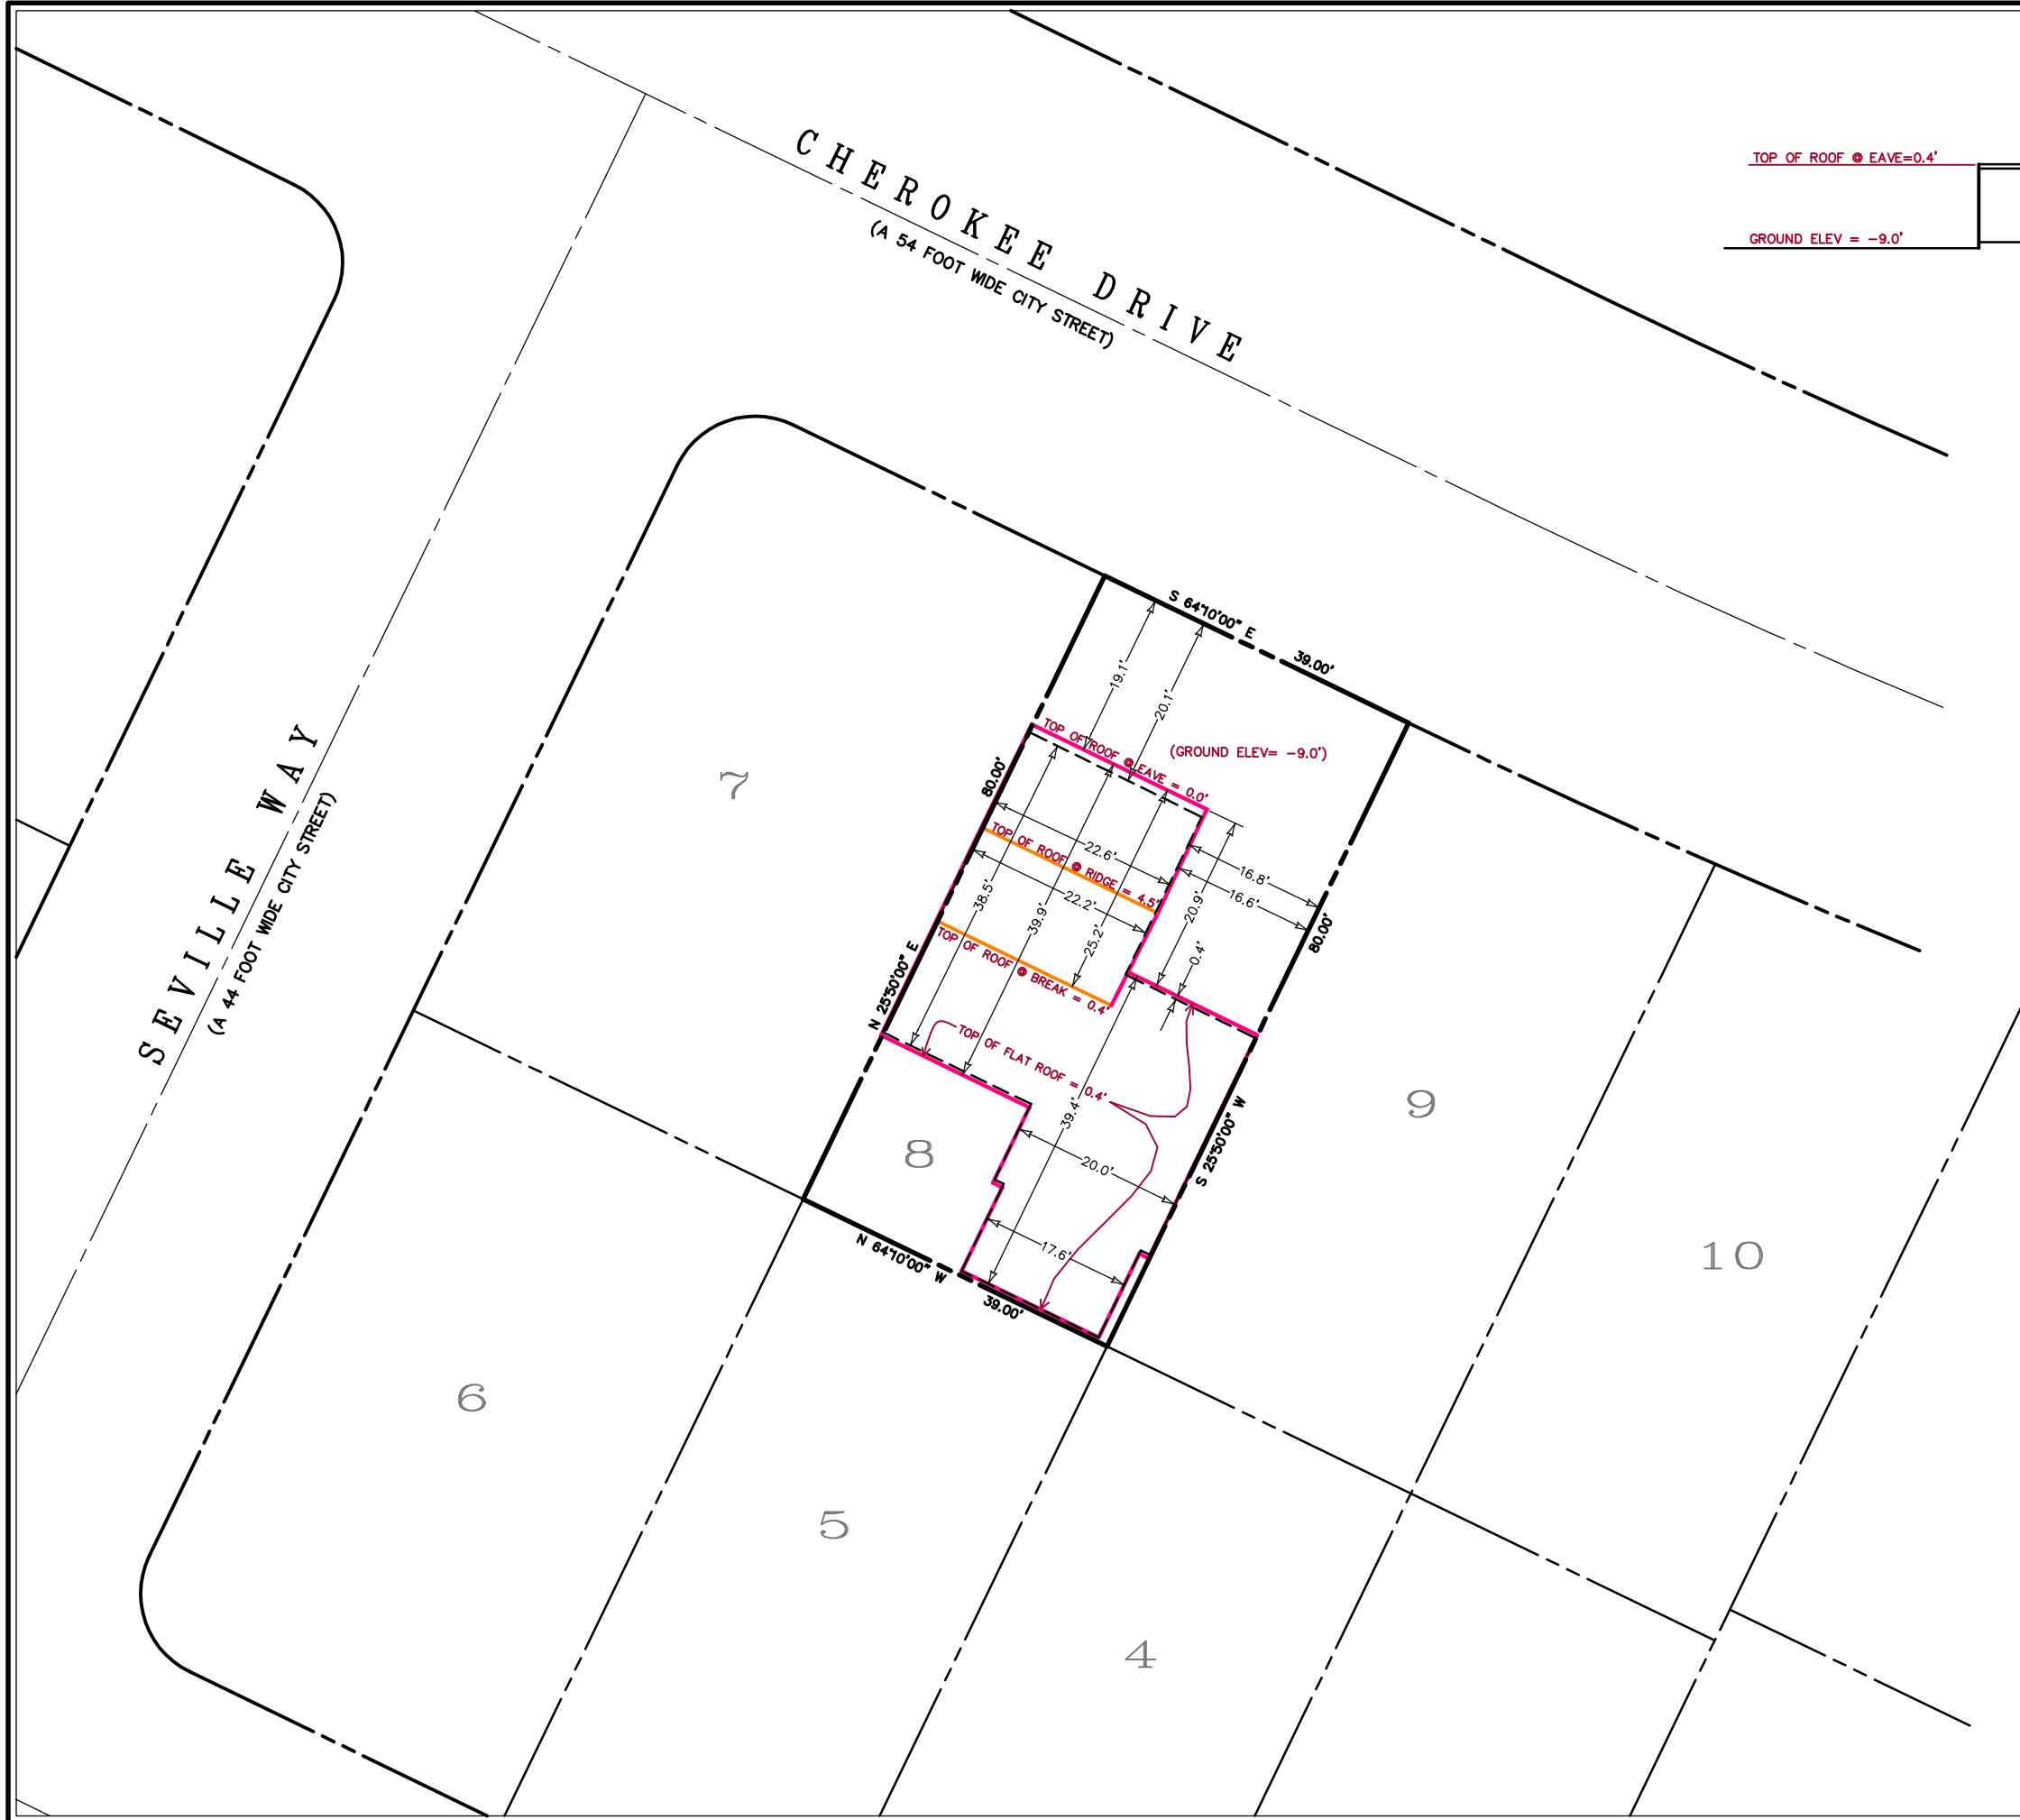 CHEROKEE DRIVE
(A 54 FOOT WIDE CITY STREET)
TOP OF ROOF @ EAVE=0.4'
GROUND ELEV = -9.0'
S 64°10'00" E
39.00'
19.1'
20.1'
TOP OF ROOF @ EAVE = 0.0'
(GROUND ELEV= -9.0')
80.00'
7
TOP OF ROOF @ RIDGE = 4.5'
22.6'
16.8'
16.6'
22.2'
38.5'
39.9'
25.2'
20.9'
0.4'
80.00'
TOP OF ROOF @ BREAK = 0.4'
N 25°50'00" E
SEVILLE WAY
(A 44 FOOT WIDE CITY STREET)
TOP OF FLAT ROOF = 0.4'
39.4'
9
8
20.0'
S 25°50'00" W
17.6'
N 64°10'00" W
39.00'
10
6
5
4